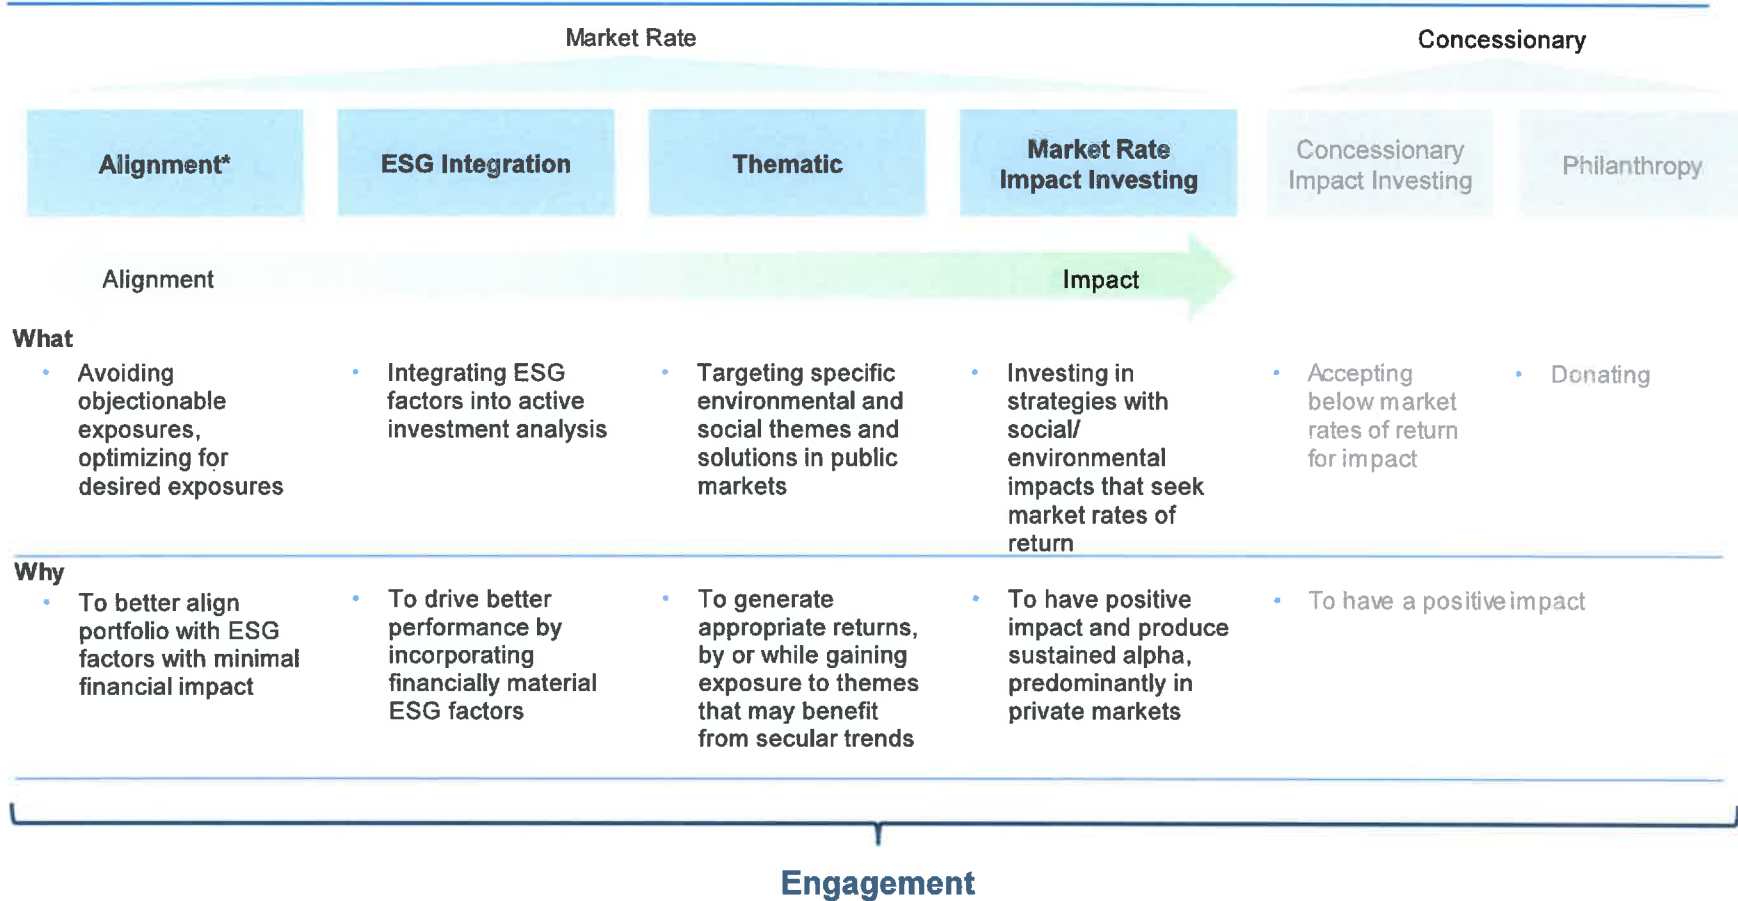 Market Rate
Concessionary
Alignment*
ESG Integration
Thematic
Market Rate
Impact Investing
Concessionary
Impact Investing
Philanthropy
Alignment
Impact
What
• Avoiding
objectionable
exposures,
optimizing for
desired exposures
• Integrating ESG
factors into active
investment analysis
• Targeting specific
environmental and
social themes and
solutions in public
markets
• Investing in
strategies with
social/
environmental
impacts that seek
market rates of
return
• Accepting
below market
rates of return
for impact
• Donating
Why
• To better align
portfolio with ESG
factors with minimal
financial impact
• To drive better
performance by
incorporating
financially material
ESG factors
• To generate
appropriate returns,
by or while gaining
exposure to themes
that may benefit
from secular trends
• To have positive
impact and produce
sustained alpha,
predominantly in
private markets
• To have a positive impact
Engagement